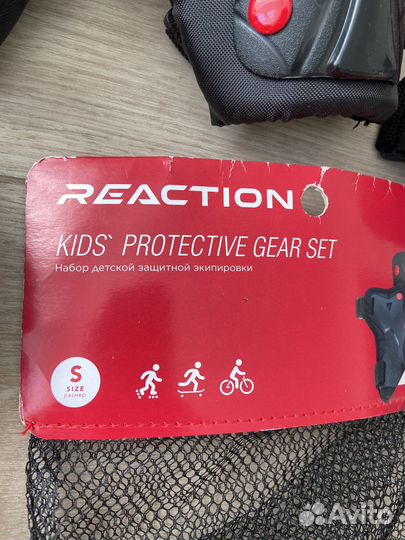 REACTION
KIDS` PROTECTIVE GEAR SET
Набор детской защитной экипировки
S
SIZE
размер
Avito